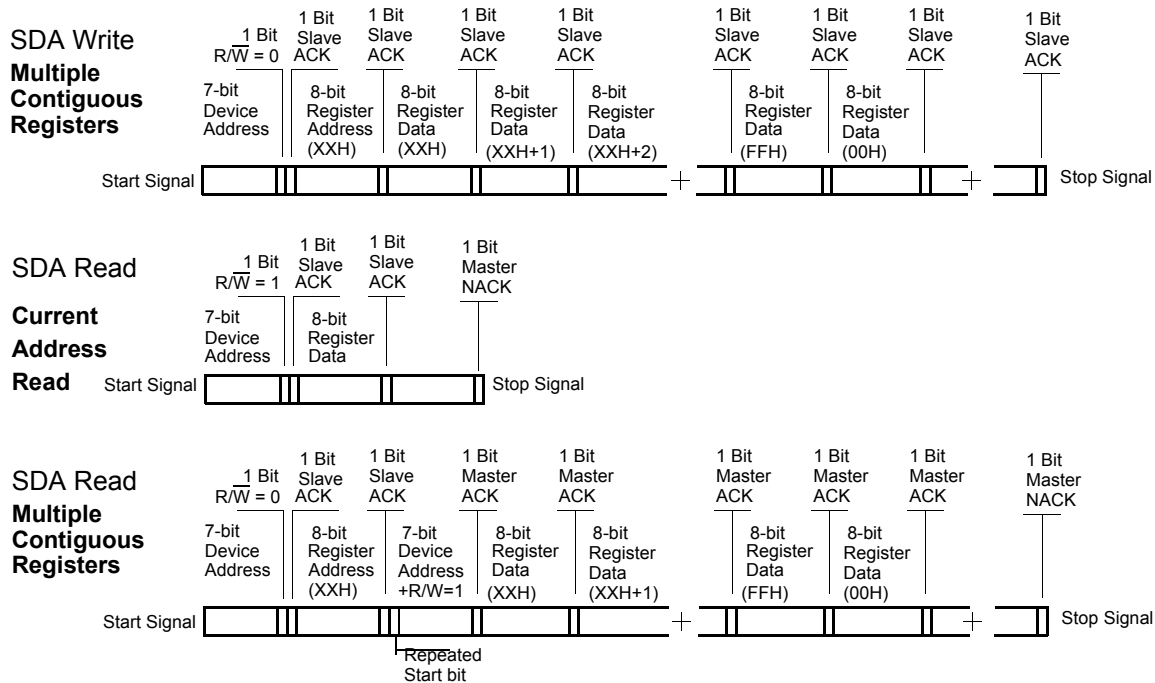 SDA Write
Multiple
Contiguous
Registers
1 Bit
R/W = 0
1 Bit
Slave
ACK
1 Bit
Slave
ACK
1 Bit
Slave
ACK
1 Bit
Slave
ACK
1 Bit
Slave
ACK
1 Bit
Slave
ACK
1 Bit
Slave
ACK
1 Bit
Slave
ACK
7-bit
Device
Address
8-bit
Register
Address
(XXH)
8-bit
Register
Data
(XXH)
8-bit
Register
Data
(XXH+1)
8-bit
Register
Data
(XXH+2)
8-bit
Register
Data
(FFH)
8-bit
Register
Data
(00H)
Start Signal
Stop Signal
SDA Read
Current
Address
Read
1 Bit
R/W = 1
1 Bit
Slave
ACK
1 Bit
Slave
ACK
1 Bit
Master
NACK
7-bit
Device
Address
8-bit
Register
Data
Start Signal
Stop Signal
SDA Read
Multiple
Contiguous
Registers
1 Bit
R/W = 0
1 Bit
Slave
ACK
1 Bit
Slave
ACK
1 Bit
Master
ACK
1 Bit
Master
ACK
1 Bit
Master
ACK
1 Bit
Master
ACK
1 Bit
Master
ACK
1 Bit
Master
NACK
7-bit
Device
Address
8-bit
Register
Address
(XXH)
7-bit
Device
Address
+R/W=1
8-bit
Register
Data
(XXH)
8-bit
Register
Data
(XXH+1)
8-bit
Register
Data
(FFH)
8-bit
Register
Data
(00H)
Start Signal
Stop Signal
Repeated
Start bit